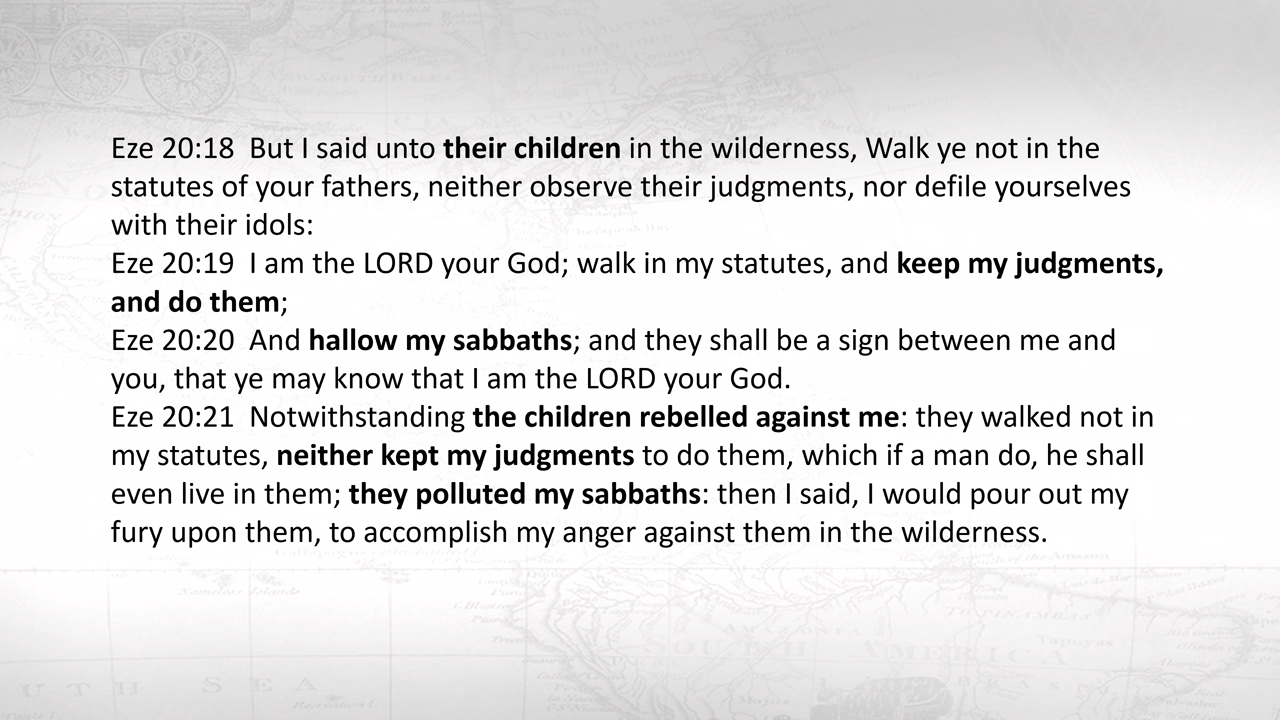 Eze 20:18  But I said unto their children in the wilderness, Walk ye not in the
statutes of your fathers, neither observe their judgments, nor defile yourselves
with their idols:
Eze 20:19  I am the LORD your God; walk in my statutes, and keep my judgments,
and do them;
Eze 20:20  And hallow my sabbaths; and they shall be a sign between me and
you, that ye may know that I am the LORD your God.
Eze 20:21  Notwithstanding the children rebelled against me: they walked not in
my statutes, neither kept my judgments to do them, which if a man do, he shall
even live in them; they polluted my sabbaths: then I said, I would pour out my
fury upon them, to accomplish my anger against them in the wilderness.
SOUTH AMERICA
UTH SEA